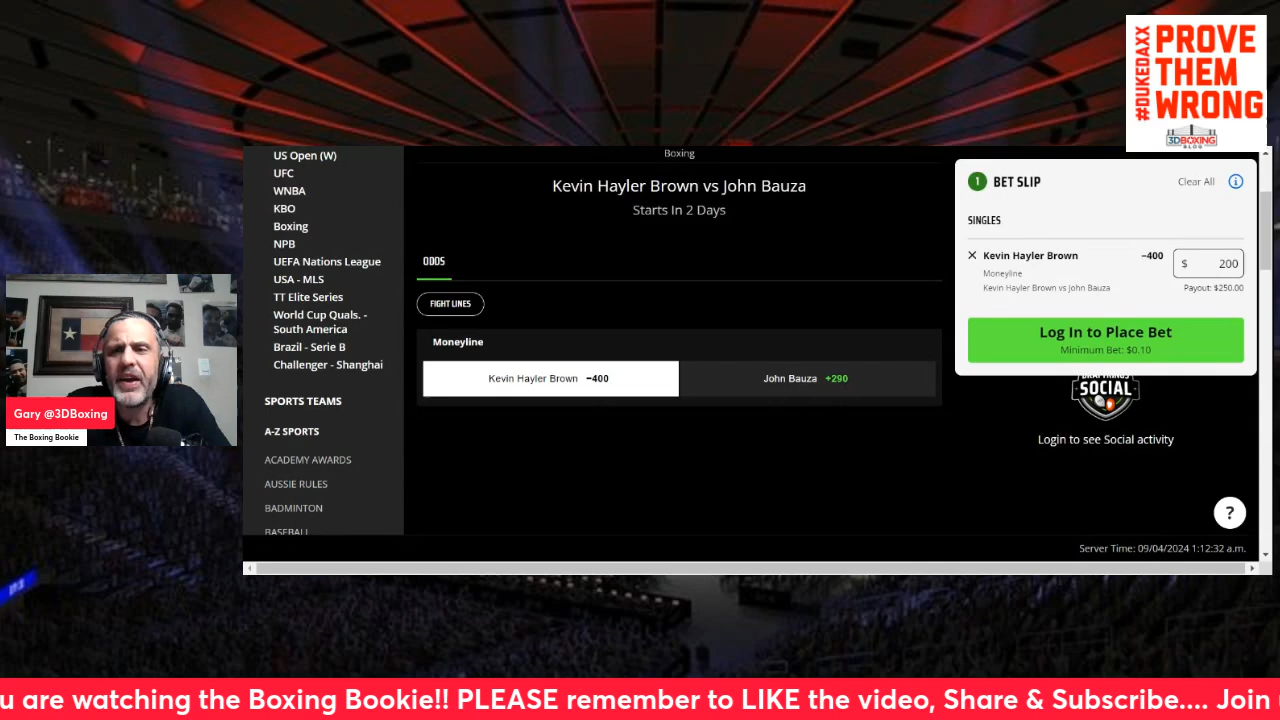 #DUKEDAXX
PROVE
THEM
WRONG
3DBOXING
BLOG
US Open (W)
UFC
WNBA
KBO
Boxing
NPB
UEFA Nations League
USA - MLS
TT Elite Series
World Cup Quals. -
South America
Brazil - Serie B
Challenger - Shanghai
SPORTS TEAMS
A-Z SPORTS
ACADEMY AWARDS
AUSSIE RULES
BADMINTON
BASEBALL
Boxing
Kevin Hayler Brown vs John Bauza
Starts In 2 Days
ODDS
FIGHT LINES
Moneyline
Kevin Hayler Brown −400
John Bauza +290
1 BET SLIP
Clear All
SINGLES
Kevin Hayler Brown −400
$ 200
Moneyline
Kevin Hayler Brown vs John Bauza
Payout: $250.00
Log In to Place Bet
Minimum Bet: $0.10
SOCIAL
Login to see Social activity
?
Server Time: 09/04/2024 1:12:32 a.m.
Gary @3DBoxing
The Boxing Bookie
u are watching the Boxing Bookie!! PLEASE remember to LIKE the video, Share & Subscribe.... Join